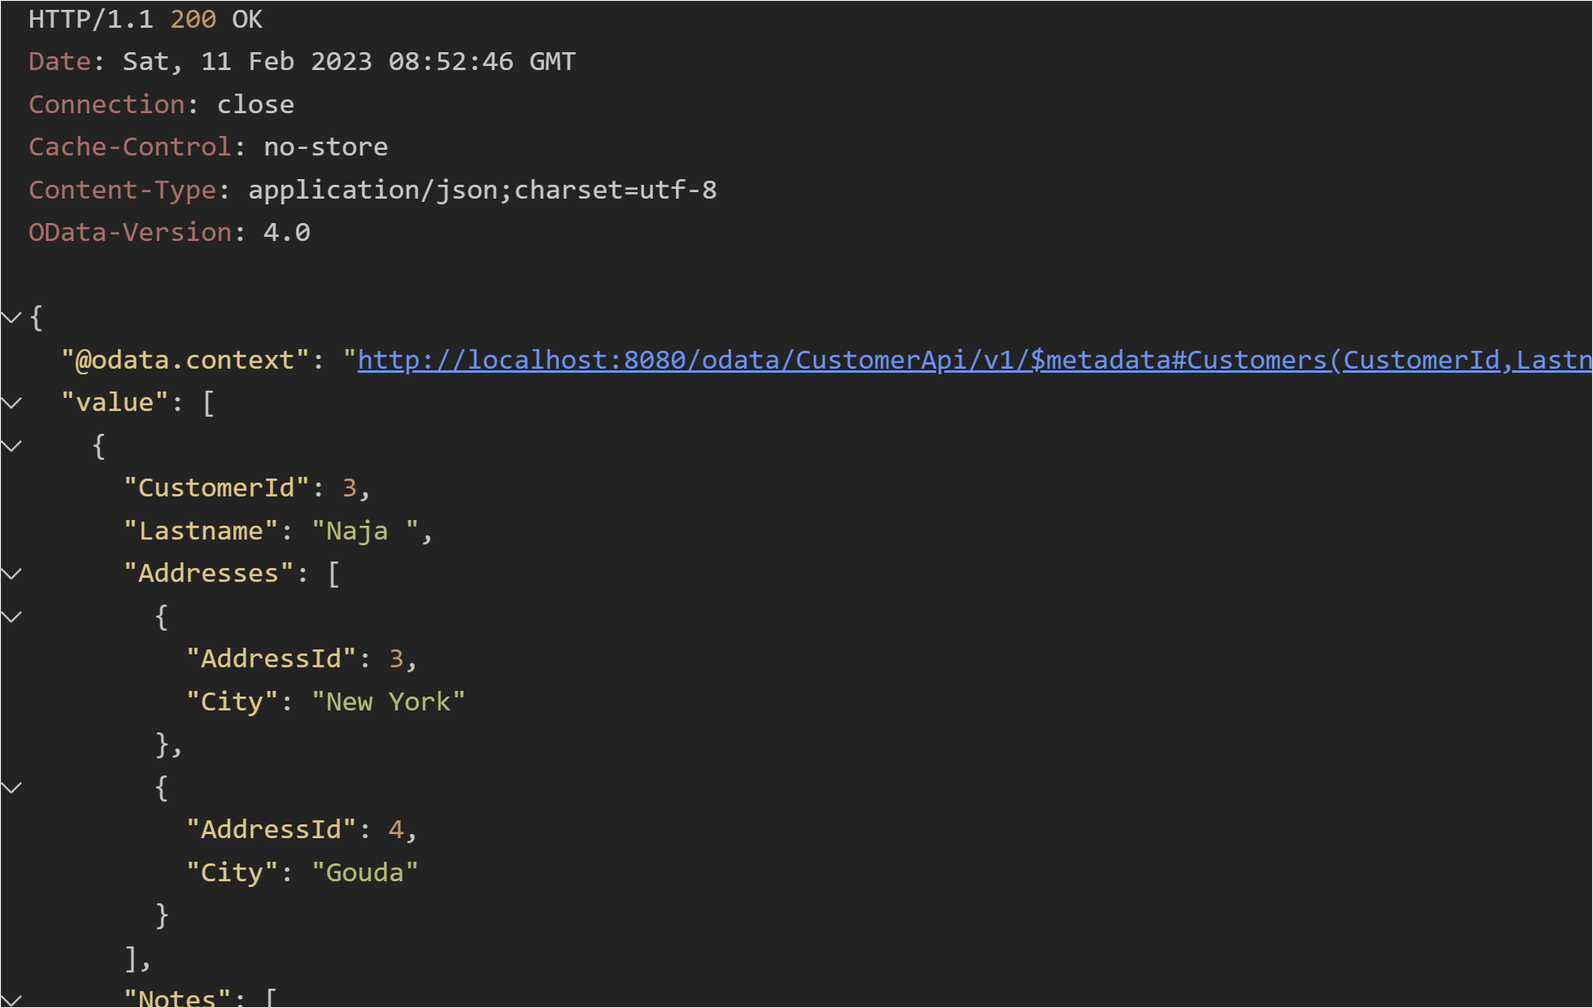 HTTP/1.1 200 OK
Date: Sat, 11 Feb 2023 08:52:46 GMT
Connection: close
Cache-Control: no-store
Content-Type: application/json;charset=utf-8
OData-Version: 4.0
{
"@odata.context": "http://localhost:8080/odata/CustomerApi/v1/$metadata#Customers(CustomerId,Lastn
"value": [
{
"CustomerId": 3,
"Lastname": "Naja ",
"Addresses": [
{
"AddressId": 3,
"City": "New York"
},
{
"AddressId": 4,
"City": "Gouda"
}
],
"Notes": [